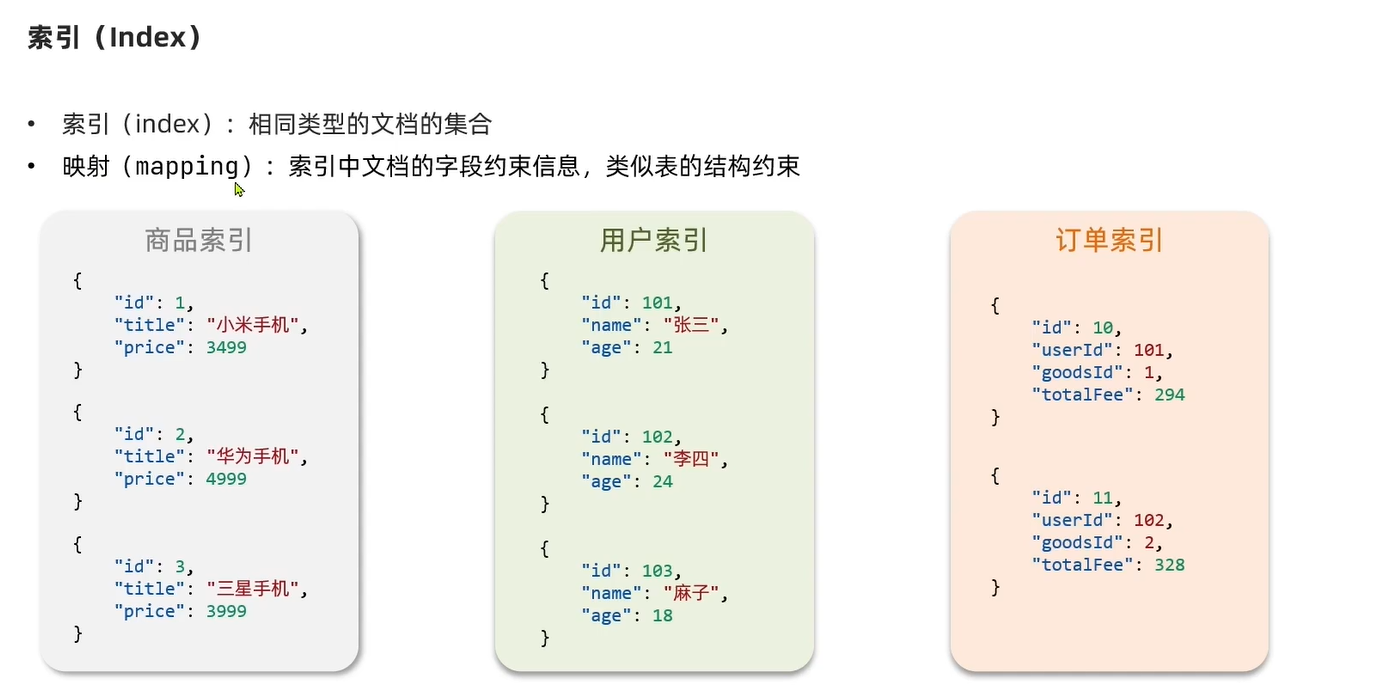 索引（Index）
• 索引（index）：相同类型的文档的集合
• 映射（mapping）：索引中文档的字段约束信息，类似表的结构约束
商品索引
{
"id": 1,
"title": "小米手机",
"price": 3499
}
{
"id": 2,
"title": "华为手机",
"price": 4999
}
{
"id": 3,
"title": "三星手机",
"price": 3999
}
用户索引
{
"id": 101,
"name": "张三",
"age": 21
}
{
"id": 102,
"name": "李四",
"age": 24
}
{
"id": 103,
"name": "麻子",
"age": 18
}
订单索引
{
"id": 10,
"userId": 101,
"goodsId": 1,
"totalFee": 294
}
{
"id": 11,
"userId": 102,
"goodsId": 2,
"totalFee": 328
}